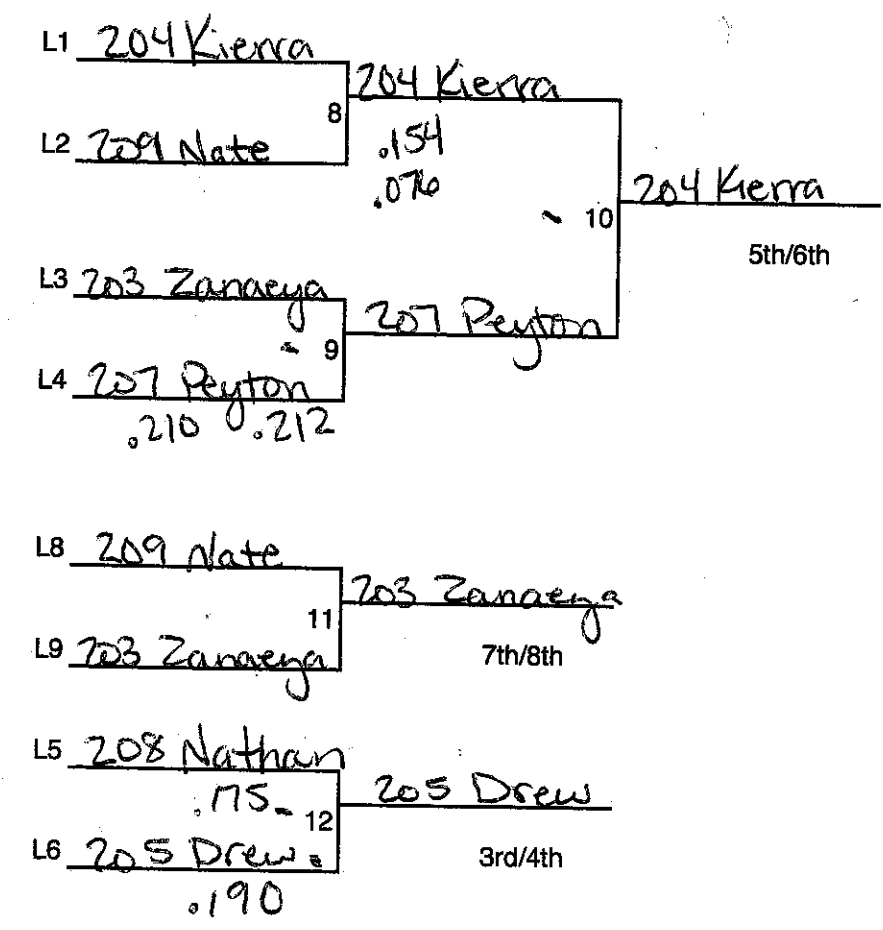 L1 204 Kierra
204 Kierra
8
L2 209 Nate
.154
.076
204 Kierra
10
5th/6th
L3 203 Zanaeya
207 Peyton
9
L4 207 Peyton
.210 .212
L8 209 Nate
203 Zanaeya
11
L9 203 Zanaeya
7th/8th
L5 208 Nathan
.175
205 Drew
12
L6 205 Drew
3rd/4th
.190